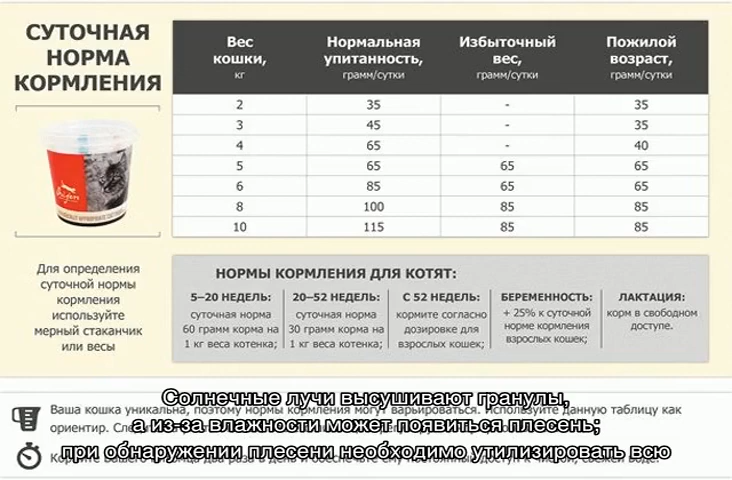 СУТОЧНАЯ
НОРМА
КОРМЛЕНИЯ
Для определения
суточной нормы
кормления
используйте
мерный стаканчик
или весы
Вес кошки, кг | Нормальная упитанность, грамм/сутки | Избыточный вес, грамм/сутки | Пожилой возраст, грамм/сутки
2 35 - 35
3 45 - 35
4 65 - 40
5 65 65 65
6 85 65 65
8 100 85 85
10 115 85 85
НОРМЫ КОРМЛЕНИЯ ДЛЯ КОТЯТ:
5–20 НЕДЕЛЬ:
суточная норма
60 грамм корма на
1 кг веса котенка;
20–52 НЕДЕЛЬ:
суточная норма
30 грамм корма на
1 кг веса котенка;
С 52 НЕДЕЛЬ:
кормите согласно
дозировке для
взрослых кошек;
БЕРЕМЕННОСТЬ:
+ 25% к суточной
норме кормления
взрослых кошек;
ЛАКТАЦИЯ:
корм в свободном
доступе.
Солнечные лучи высушивают гранулы,
Ваша кошка уникальна, поэтому нормы кормления могут варьироваться. Используйте данную таблицу как
ориентир.
а из-за влажности может появиться плесень;
при обнаружении плесени необходимо утилизировать всю